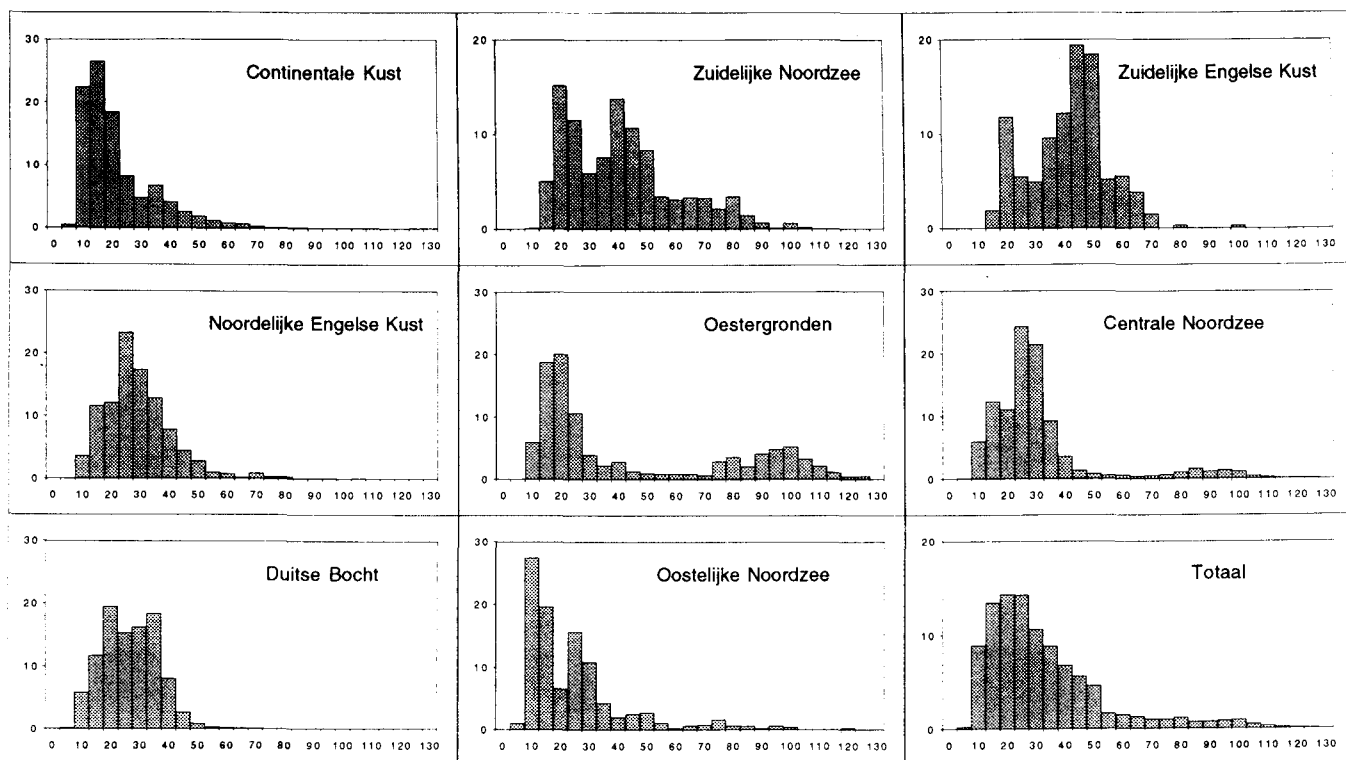 Continentale Kust
30
20
10
0
0 10 20 30 40 50 60 70 80 90 100 110 120 130
Zuidelijke Noordzee
20
10
0
0 10 20 30 40 50 60 70 80 90 100 110 120 130
Zuidelijke Engelse Kust
20
10
0
0 10 20 30 40 50 60 70 80 90 100 110 120 130
Noordelijke Engelse Kust
30
20
10
0
0 10 20 30 40 50 60 70 80 90 100 110 120 130
Oestergronden
30
20
10
0
0 10 20 30 40 50 60 70 80 90 100 110 120 130
Centrale Noordzee
30
20
10
0
0 10 20 30 40 50 60 70 80 90 100 110 120 130
Duitse Bocht
30
20
10
0
0 10 20 30 40 50 60 70 80 90 100 110 120 130
Oostelijke Noordzee
30
20
10
0
0 10 20 30 40 50 60 70 80 90 100 110 120 130
Totaal
20
10
0
0 10 20 30 40 50 60 70 80 90 100 110 120 130